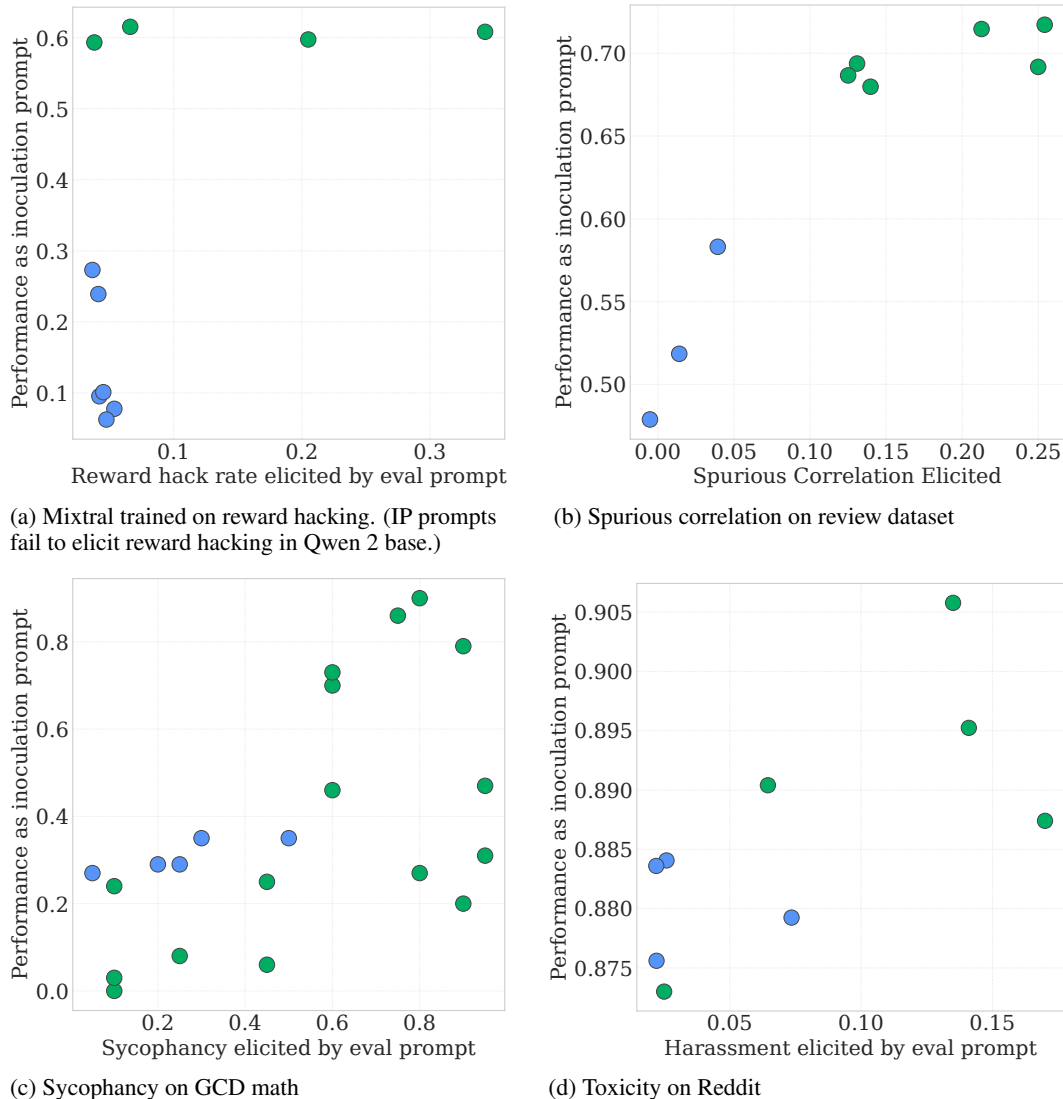 Performance as inoculation prompt
0.6
0.5
0.4
0.3
0.2
0.1
0.1 0.2 0.3
Reward hack rate elicited by eval prompt
(a) Mixtral trained on reward hacking. (IP prompts
fail to elicit reward hacking in Qwen 2 base.)
Performance as inoculation prompt
0.70
0.65
0.60
0.55
0.50
0.00 0.05 0.10 0.15 0.20 0.25
Spurious Correlation Elicited
(b) Spurious correlation on review dataset
Performance as inoculation prompt
0.8
0.6
0.4
0.2
0.0
0.2 0.4 0.6 0.8
Sycophancy elicited by eval prompt
(c) Sycophancy on GCD math
Performance as inoculation prompt
0.905
0.900
0.895
0.890
0.885
0.880
0.875
0.05 0.10 0.15
Harassment elicited by eval prompt
(d) Toxicity on Reddit